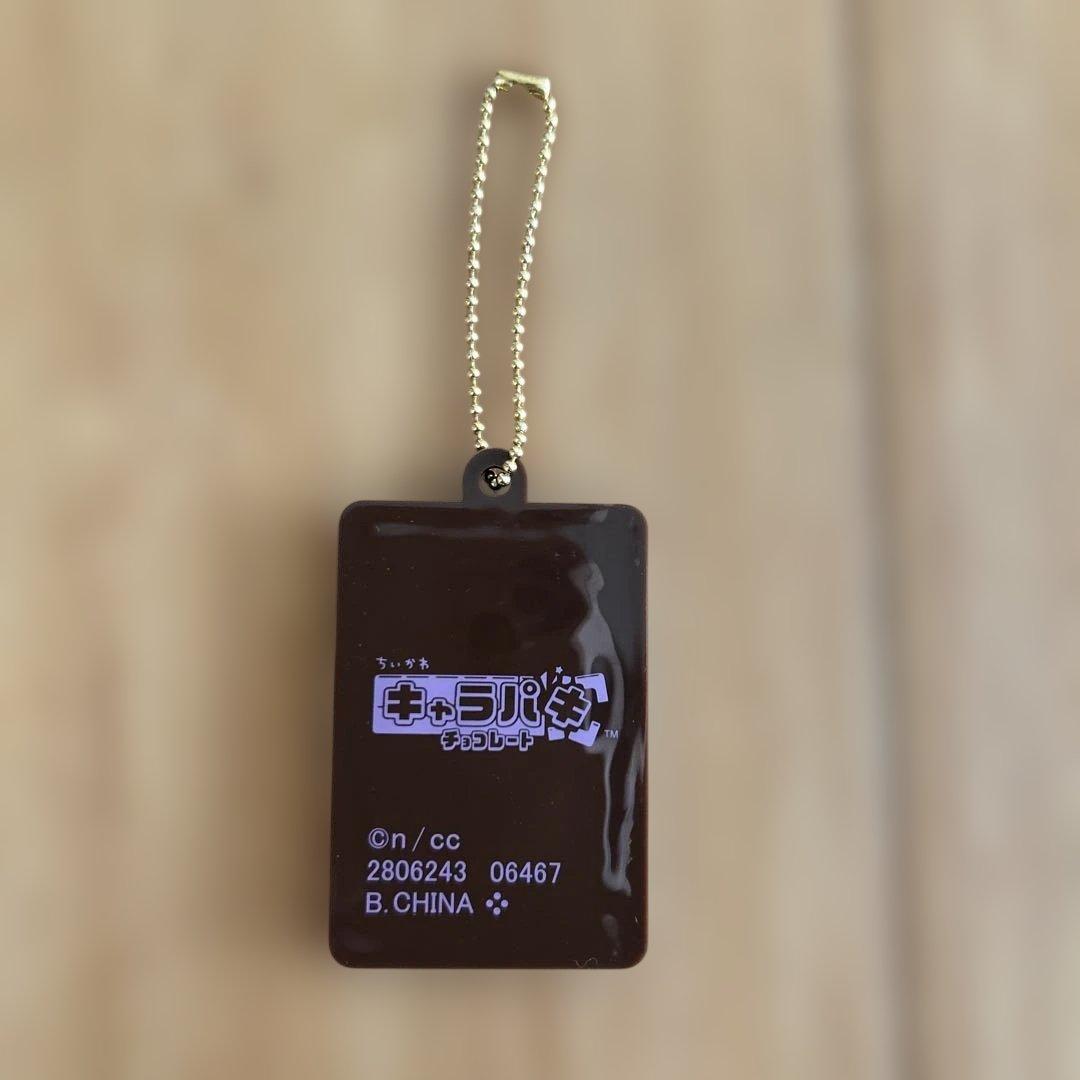 ちいかわ
キャラパキ
チョコレート TM
©n/cc
2806243 06467
B.CHINA